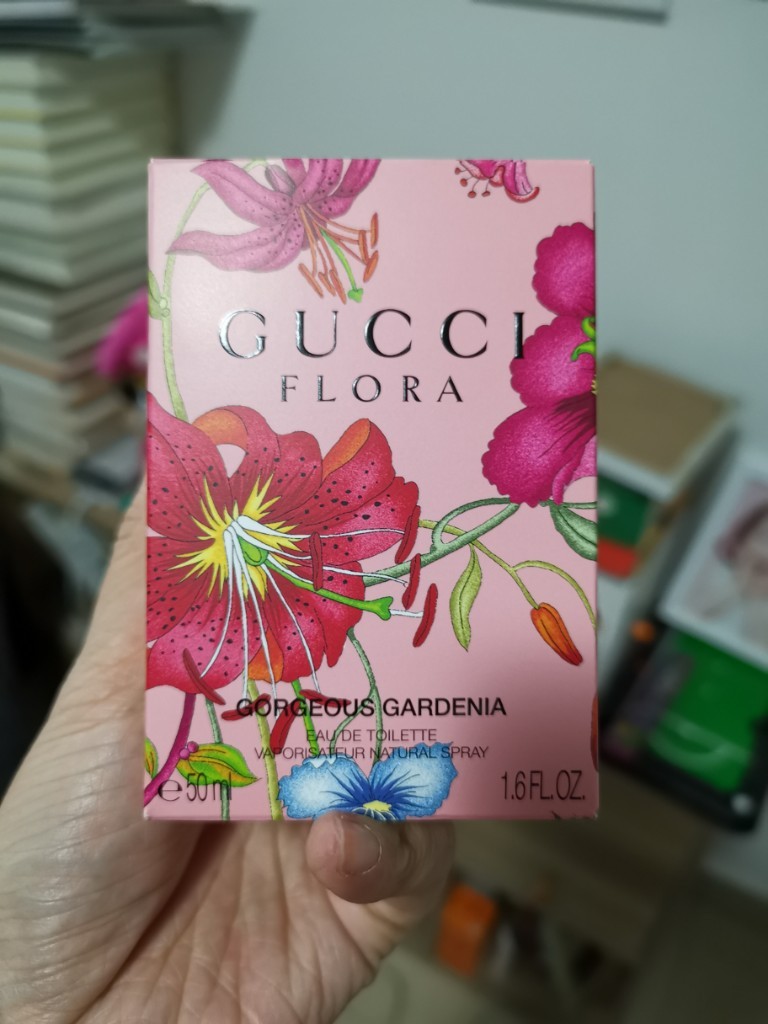 GUCCI
FLORA
GORGEOUS GARDENIA
EAU DE TOILETTE
VAPORISATEUR NATURAL SPRAY
℮ 50 ml 1.6 FL.OZ.